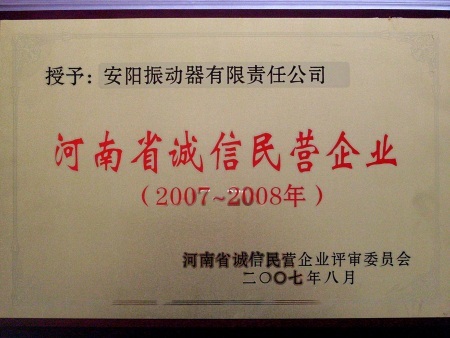 授予：安阳振动器有限责任公司
河南省诚信民营企业
（2007~2008年）
河南省诚信民营企业评审委员会
二〇〇七年八月